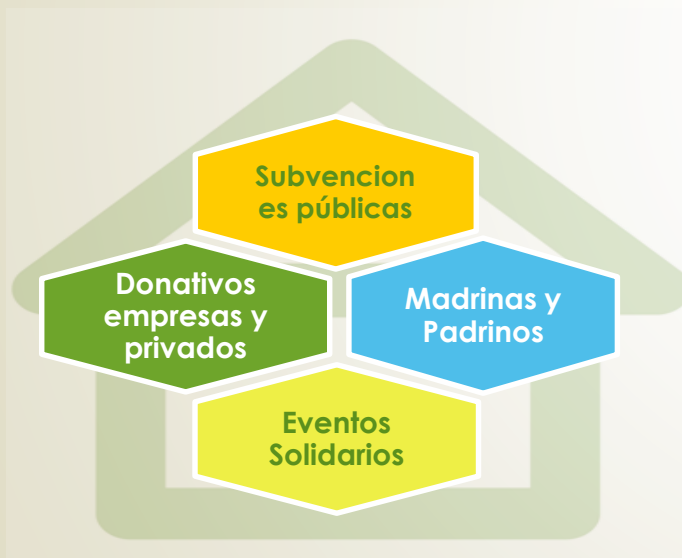 Subvencion
es públicas
Donativos
empresas y
privados
Madrinas y
Padrinos
Eventos
Solidarios